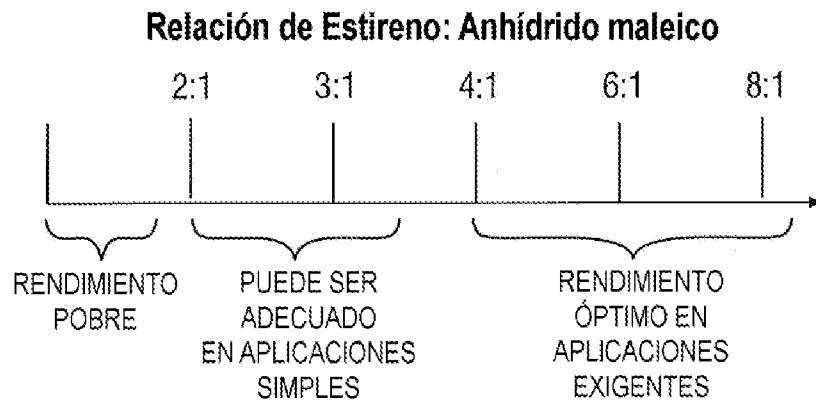 Relación de Estireno: Anhídrido maleico
2:1 3:1 4:1 6:1 8:1
RENDIMIENTO
POBRE
PUEDE SER
ADECUADO
EN APLICACIONES
SIMPLES
RENDIMIENTO
ÓPTIMO EN
APLICACIONES
EXIGENTES